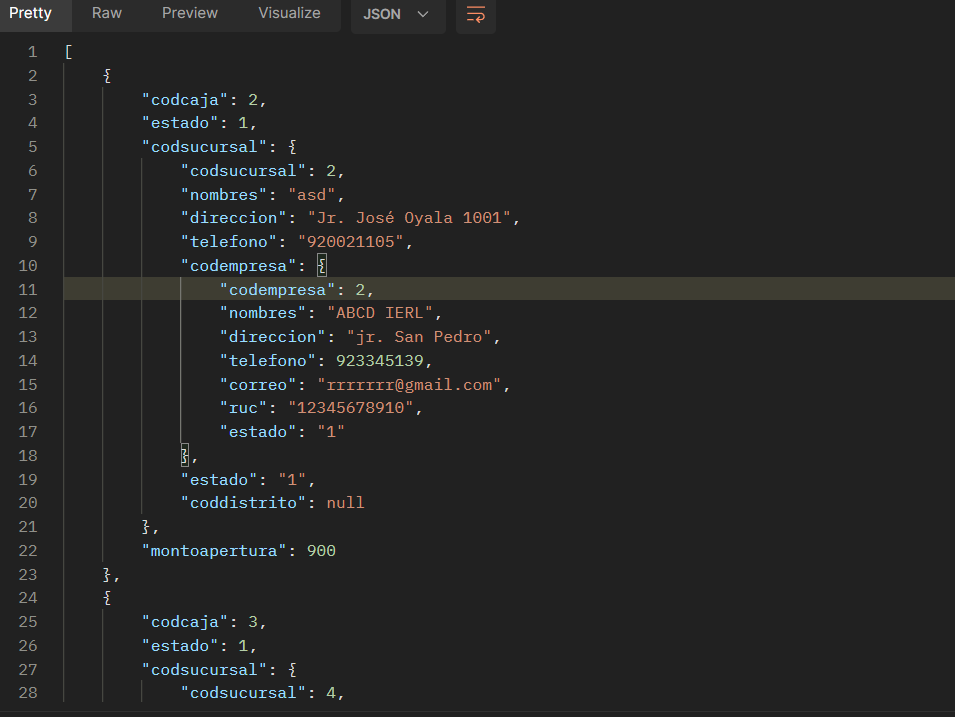 Pretty Raw Preview Visualize JSON
1 [
2 {
3 "codcaja": 2,
4 "estado": 1,
5 "codsucursal": {
6 "codsucursal": 2,
7 "nombres": "asd",
8 "direccion": "Jr. José Oyala 1001",
9 "telefono": "920021105",
10 "codempresa": {
11 "codempresa": 2,
12 "nombres": "ABCD IERL",
13 "direccion": "jr. San Pedro",
14 "telefono": 923345139,
15 "correo": "rrrrrrr@gmail.com",
16 "ruc": "12345678910",
17 "estado": "1"
18 },
19 "estado": "1",
20 "coddistrito": null
21 },
22 "montoapertura": 900
23 },
24 {
25 "codcaja": 3,
26 "estado": 1,
27 "codsucursal": {
28 "codsucursal": 4,